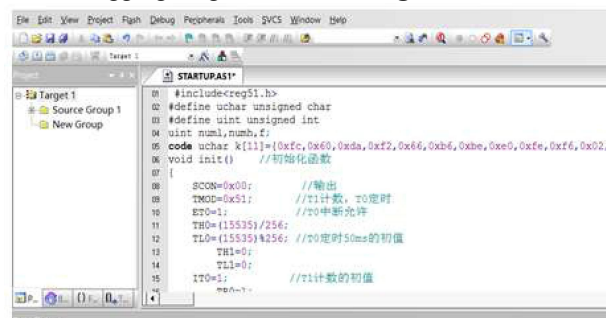 File Edit View Project Flash Debug Peripherals Tools SVCS Window Help
Target 1
Project
STARTUP.A51*
Target 1
Source Group 1
New Group
01 #include<reg51.h>
02 #define uchar unsigned char
03 #define uint unsigned int
04 uint numl,numh,f;
05 code uchar k[11]={0xfc,0x60,0xda,0xf2,0x66,0xb6,0xbe,0xe0,0xfe,0xf6,0x02,
06 void init() //初始化函数
07 {
08 SCON=0x00; //输出
09 TMOD=0x51; //T1计数, T0定时
10 ET0=1; //T0中断允许
11 TH0=(15535)/256;
12 TL0=(15535)%256; //T0定时50ms的初值
13 TH1=0;
14 TL1=0;
15 IT0=1; //T1计数的初值
16 TR0=1;